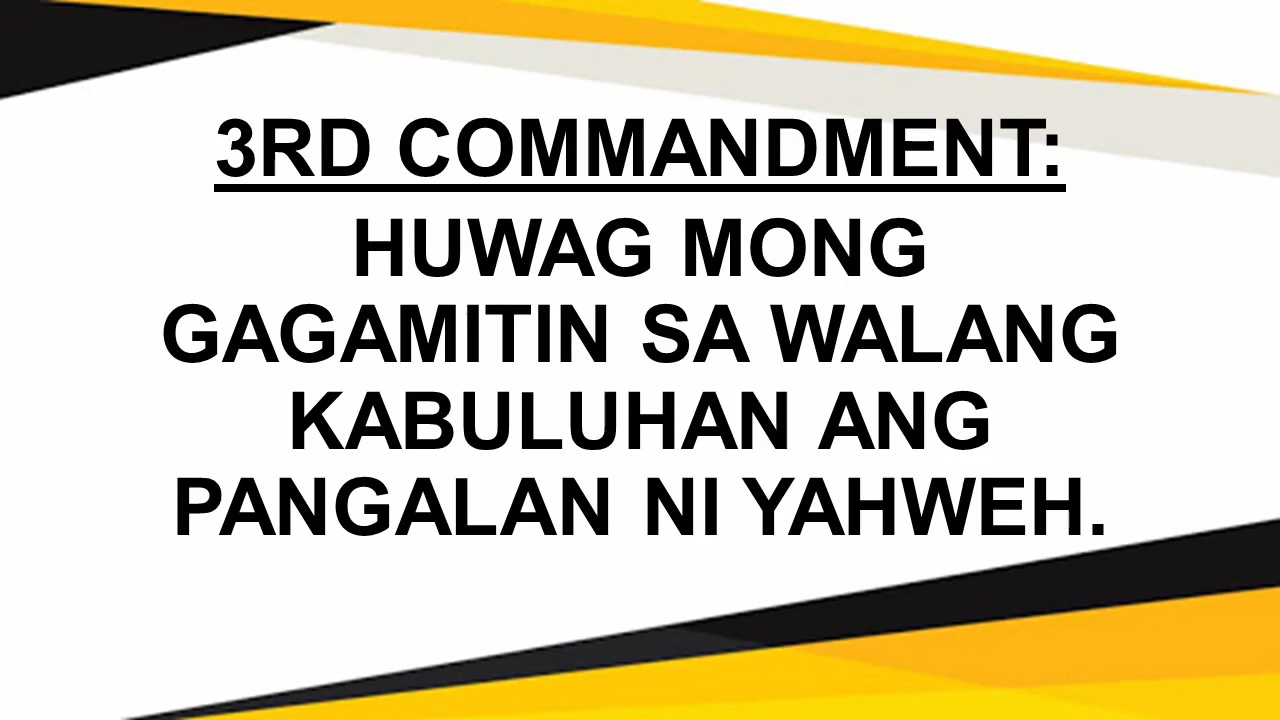 3RD COMMANDMENT:
HUWAG MONG
GAGAMITIN SA WALANG
KABULUHAN ANG
PANGALAN NI YAHWEH.